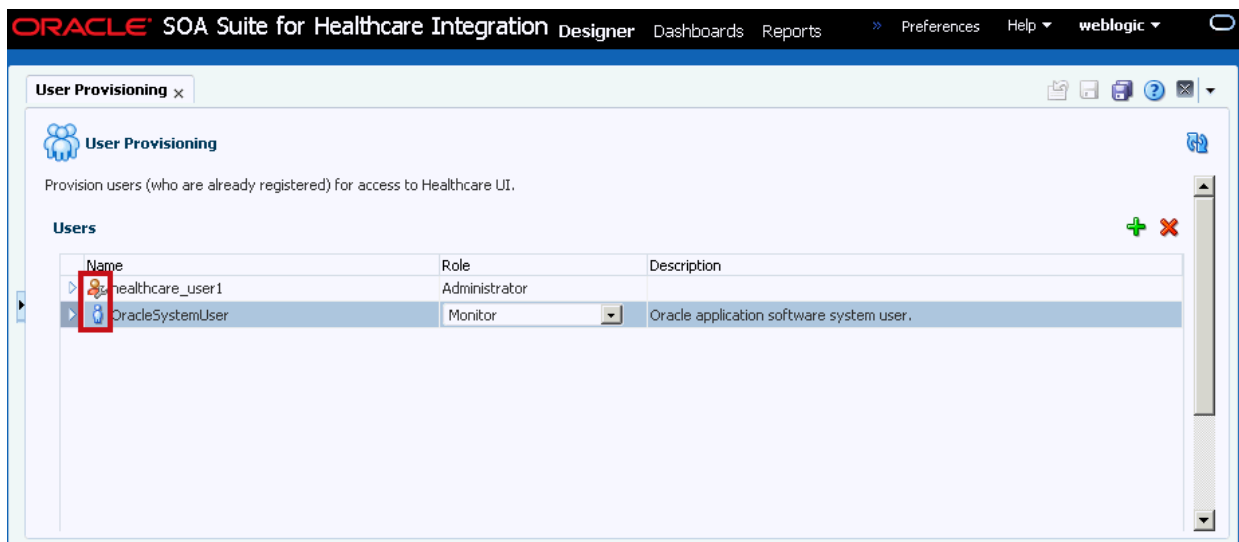 ORACLE® SOA Suite for Healthcare Integration Designer Dashboards Reports » Preferences Help weblogic
User Provisioning x
User Provisioning
Provision users (who are already registered) for access to Healthcare UI.
Users
Name Role Description
healthcare_user1 Administrator
OracleSystemUser Monitor Oracle application software system user.